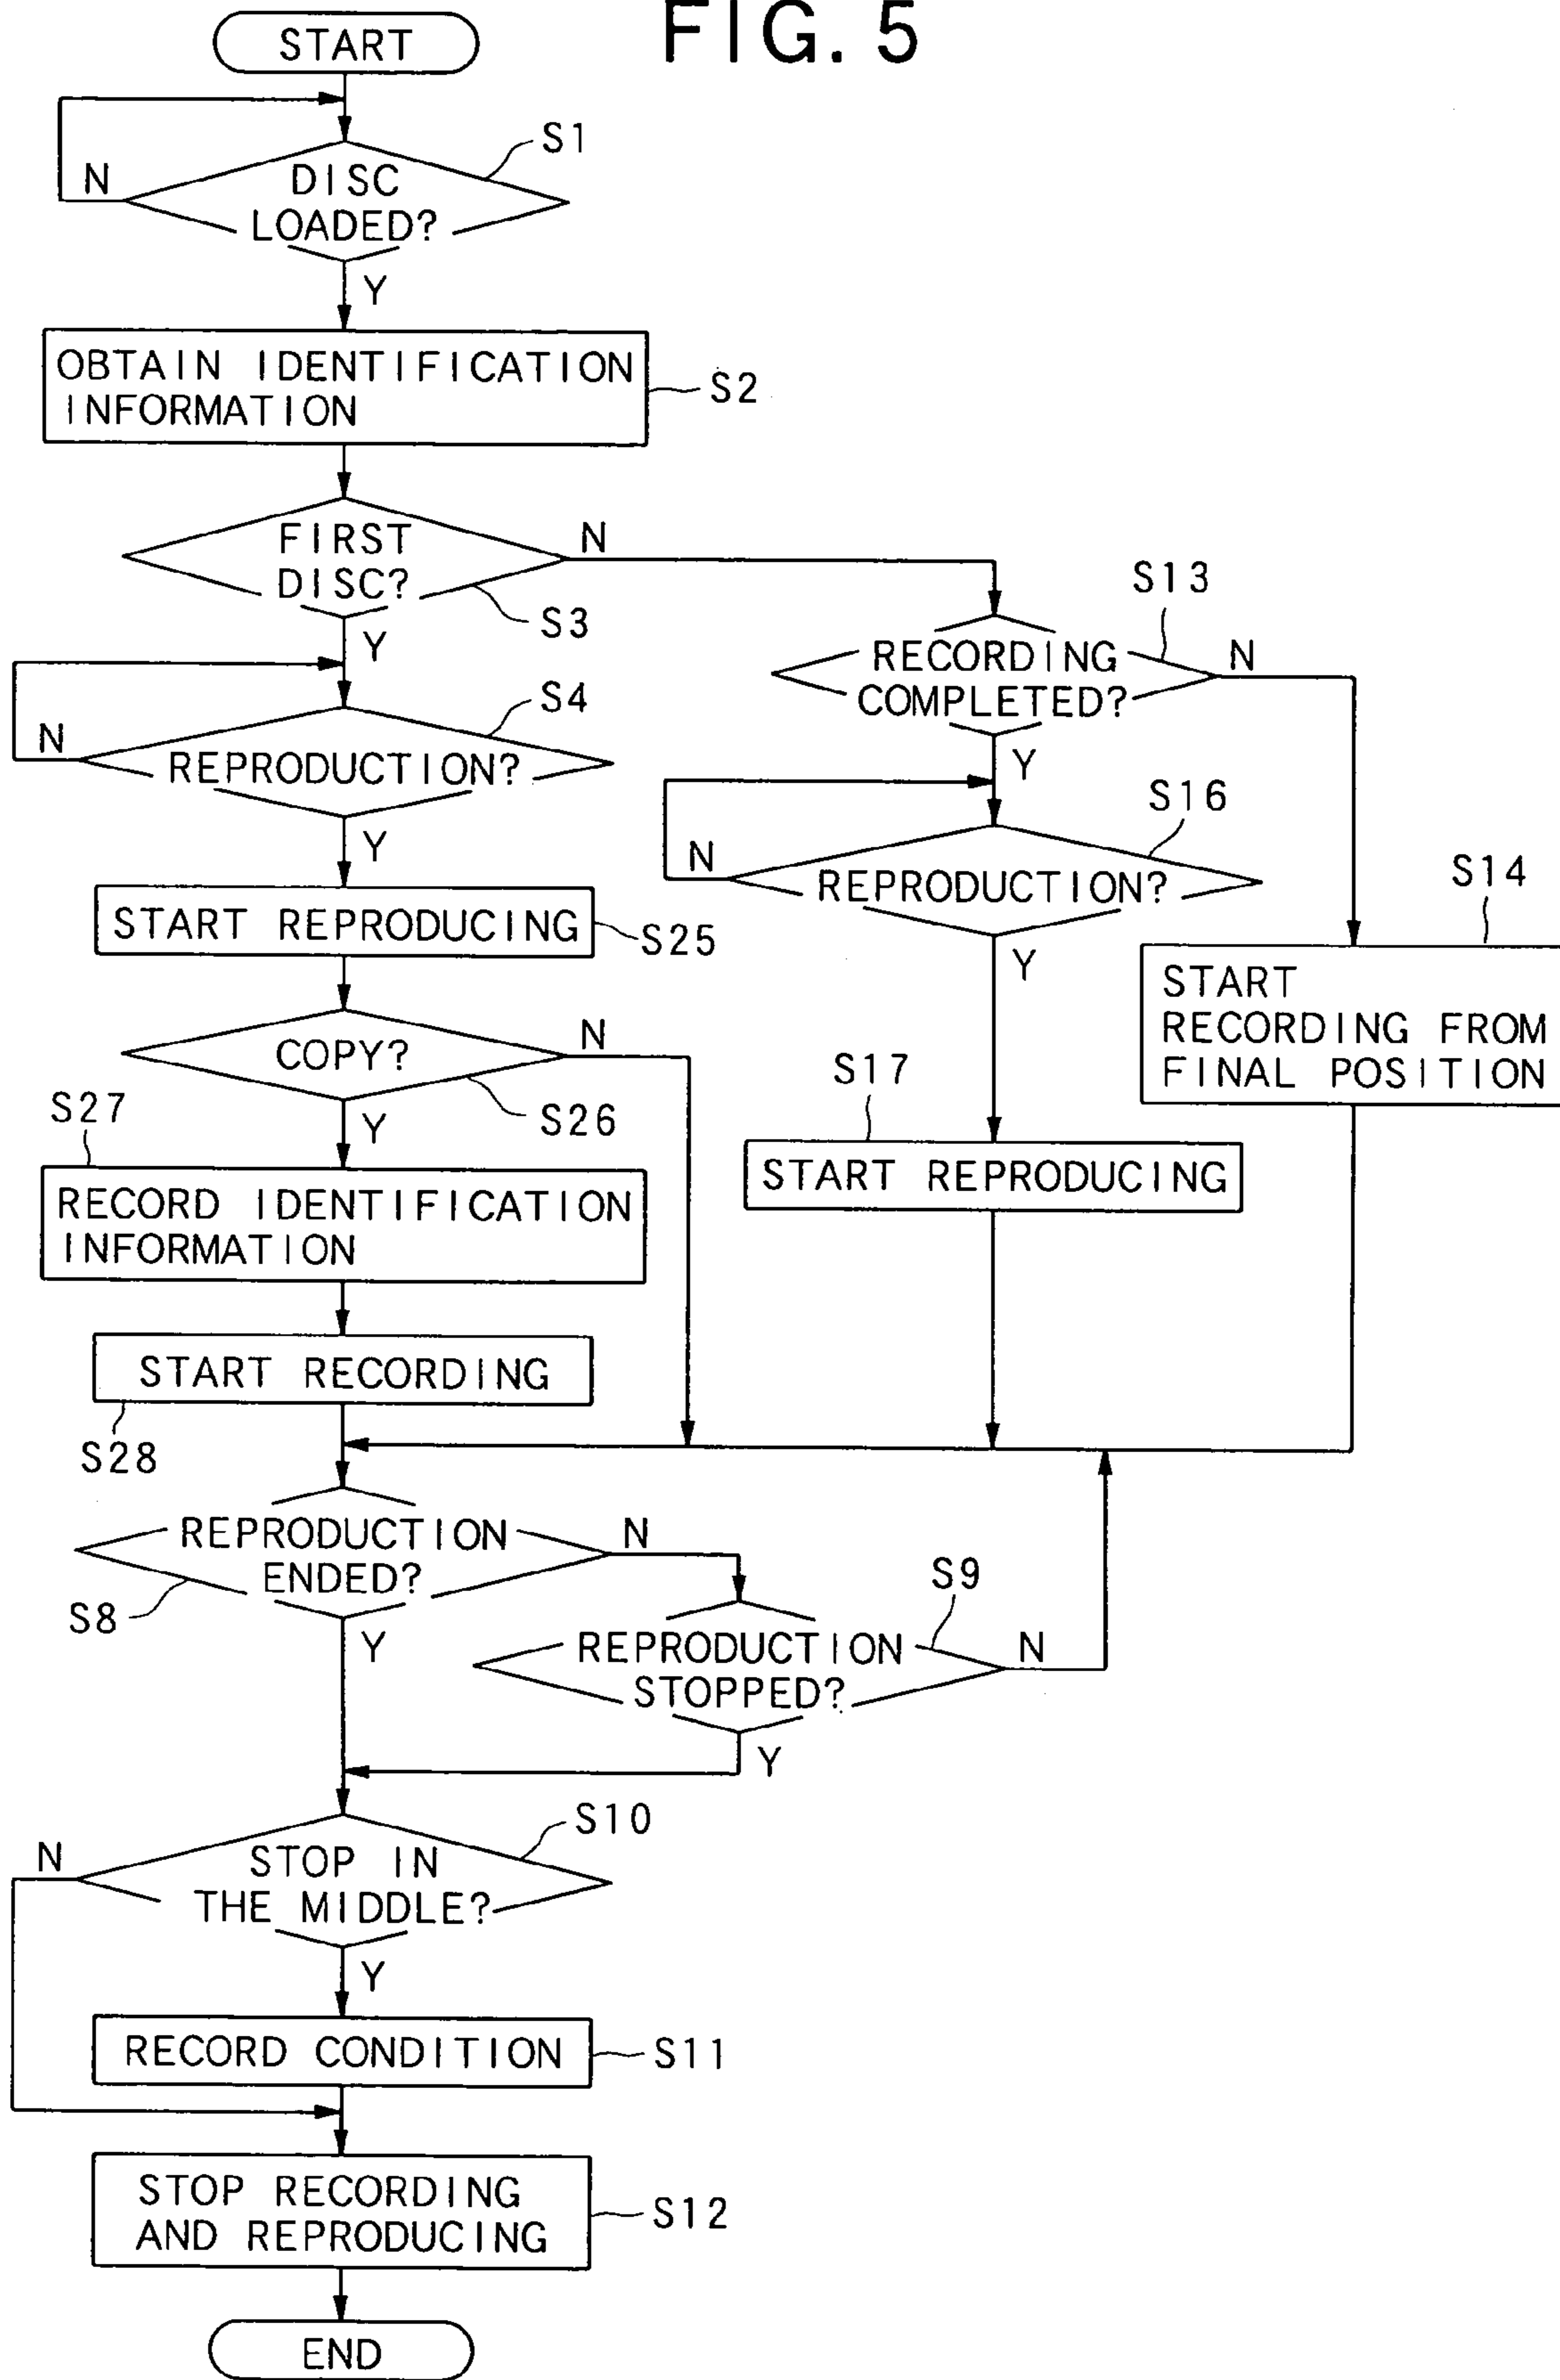 FIG. 5
START
S1
N
DISC
LOADED?
Y
OBTAIN IDENTIFICATION
INFORMATION
S2
FIRST
DISC?
N
S3
Y
S4
N
REPRODUCTION?
Y
START REPRODUCING
S25
COPY?
N
S26
Y
S27
RECORD IDENTIFICATION
INFORMATION
START RECORDING
S28
S13
RECORDING
COMPLETED?
N
Y
S16
N
REPRODUCTION?
Y
S17
START REPRODUCING
S14
START
RECORDING FROM
FINAL POSITION
REPRODUCTION
ENDED?
N
S8
Y
S9
REPRODUCTION
STOPPED?
N
Y
S10
N
STOP IN
THE MIDDLE?
Y
RECORD CONDITION
S11
STOP RECORDING
AND REPRODUCING
S12
END